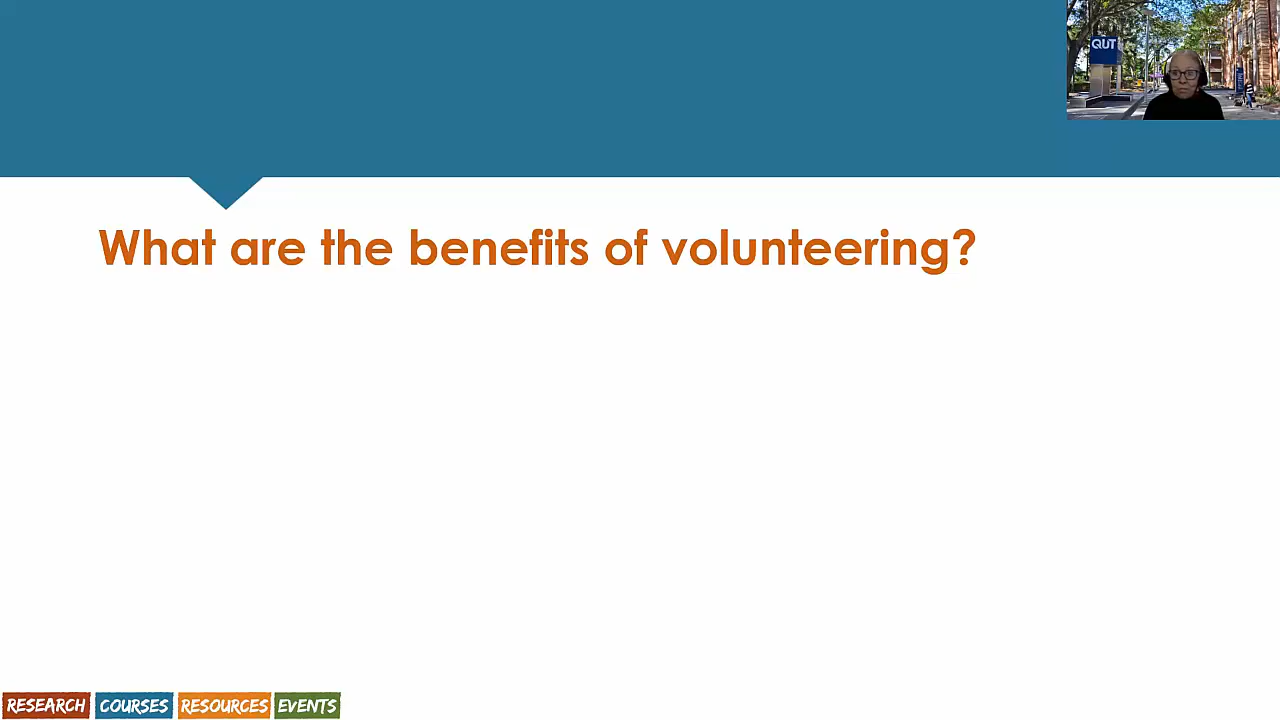 QUT
What are the benefits of volunteering?
RESEARCH COURSES RESOURCES EVENTS